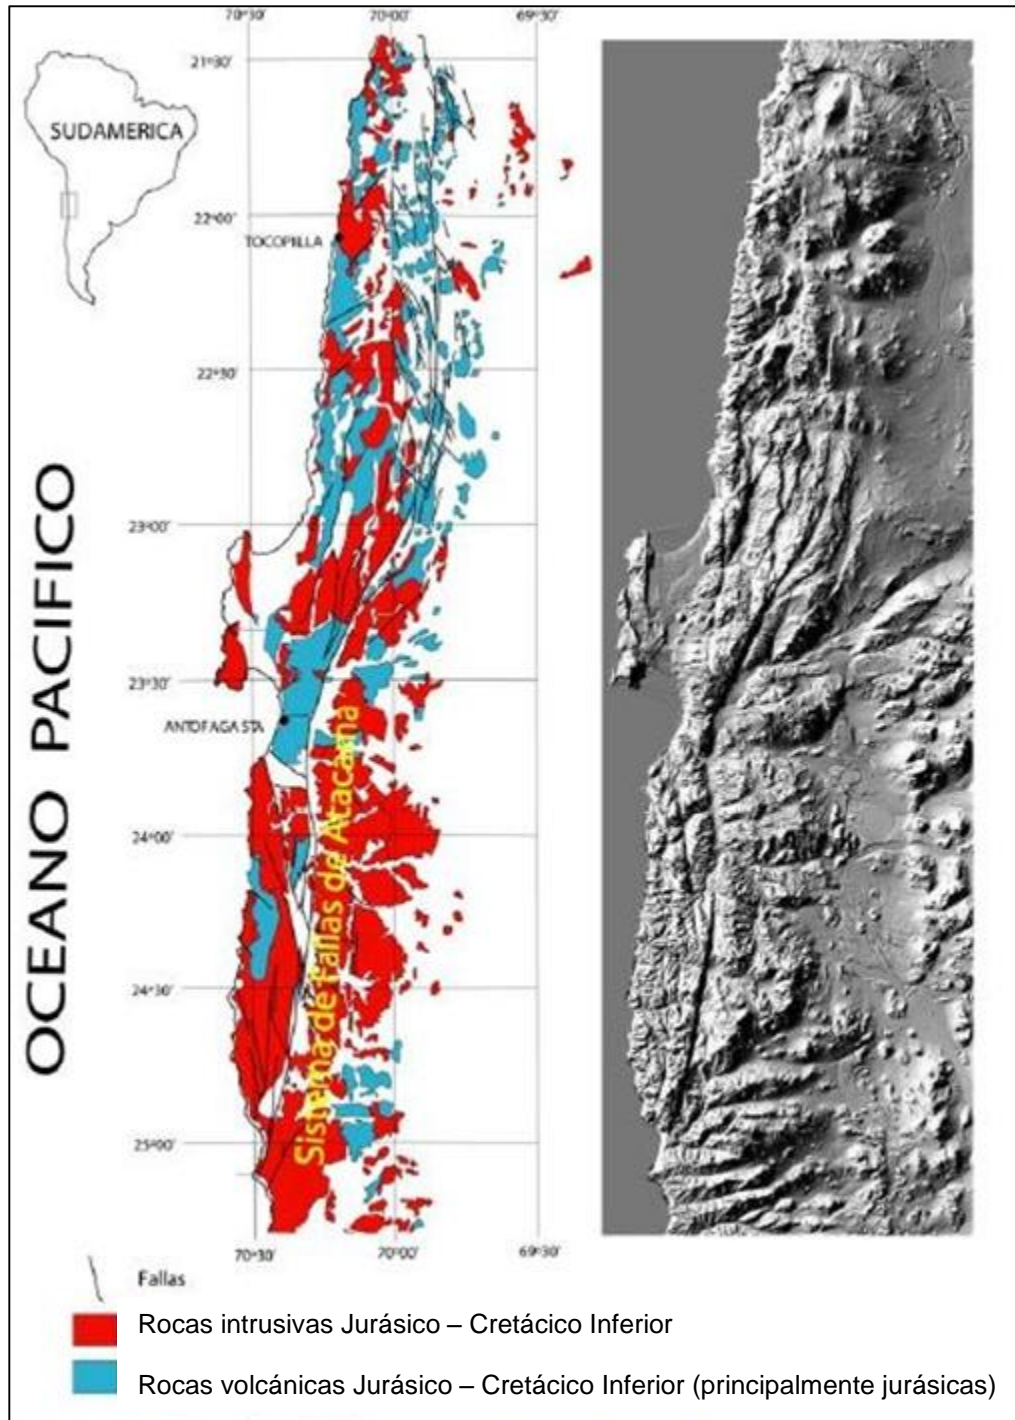 70°30' 70°00' 69°30'
21°30'
SUDAMERICA
22°00'
TOCOPILLA
22°30'
OCEANO PACIFICO
23°00'
23°30'
ANTOFAGASTA
Sistema de Fallas de Atacama
24°00'
24°30'
25°00'
70°30' 70°00' 69°30'
Fallas
Rocas intrusivas Jurásico – Cretácico Inferior
Rocas volcánicas Jurásico – Cretácico Inferior (principalmente jurásicas)